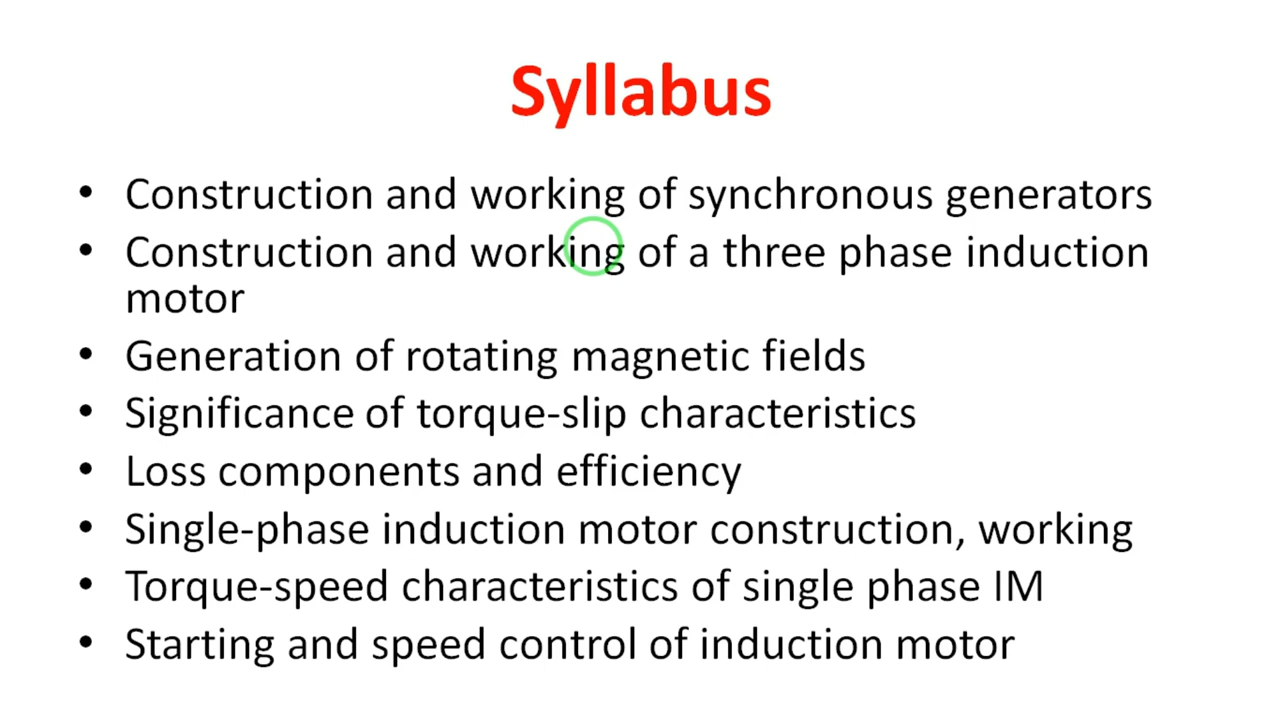 Syllabus
• Construction and working of synchronous generators
• Construction and working of a three phase induction
motor
• Generation of rotating magnetic fields
• Significance of torque-slip characteristics
• Loss components and efficiency
• Single-phase induction motor construction, working
• Torque-speed characteristics of single phase IM
• Starting and speed control of induction motor